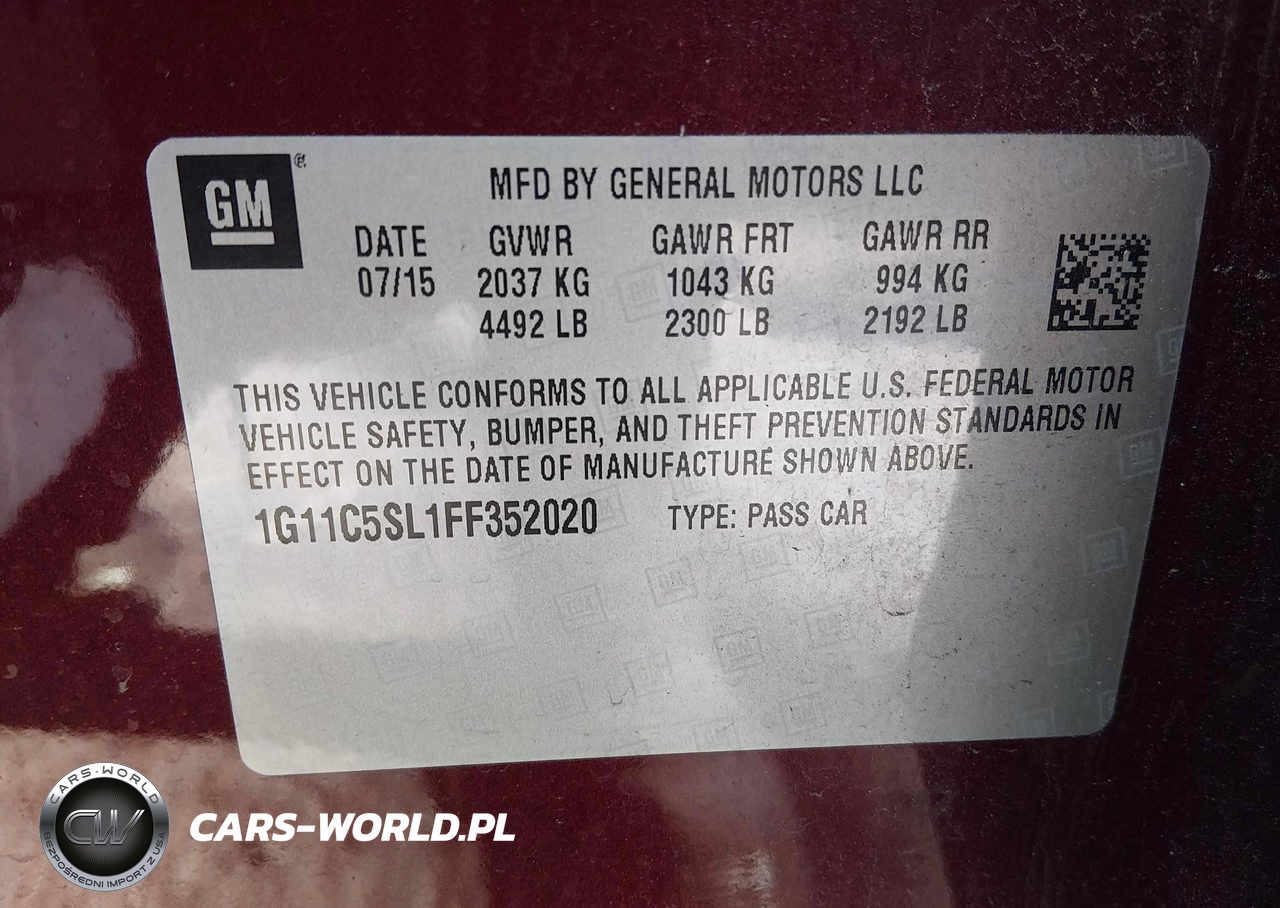 GM
MFD BY GENERAL MOTORS LLC
DATE GVWR GAWR FRT GAWR RR
07/15 2037 KG 1043 KG 994 KG
4492 LB 2300 LB 2192 LB
THIS VEHICLE CONFORMS TO ALL APPLICABLE U.S. FEDERAL MOTOR
VEHICLE SAFETY, BUMPER, AND THEFT PREVENTION STANDARDS IN
EFFECT ON THE DATE OF MANUFACTURE SHOWN ABOVE.
1G11C5SL1FF352020 TYPE: PASS CAR
CARS-WORLD
CW
BEZPOŚREDNI IMPORT Z USA
CARS-WORLD.PL